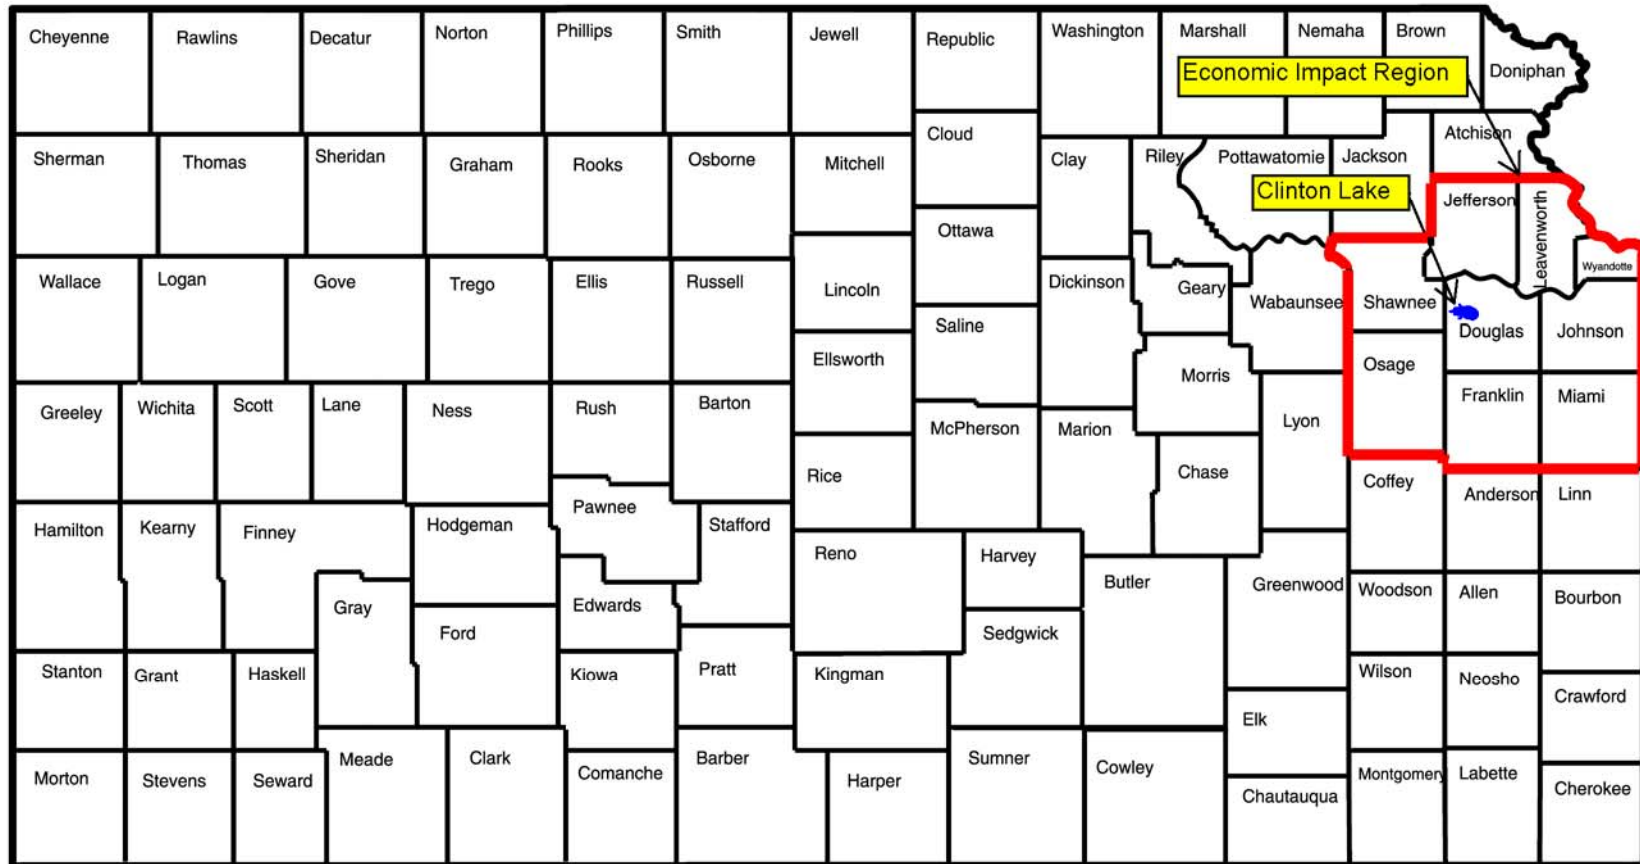 Cheyenne
Rawlins
Decatur
Norton
Phillips
Smith
Jewell
Republic
Washington
Marshall
Nemaha
Brown
Doniphan
Economic Impact Region
Sherman
Thomas
Sheridan
Graham
Rooks
Osborne
Mitchell
Cloud
Clay
Riley
Pottawatomie
Jackson
Atchison
Clinton Lake
Jefferson
Leavenworth
Wyandotte
Wallace
Logan
Gove
Trego
Ellis
Russell
Lincoln
Ottawa
Dickinson
Geary
Wabaunsee
Shawnee
Douglas
Johnson
Saline
Ellsworth
Morris
Osage
Franklin
Miami
Greeley
Wichita
Scott
Lane
Ness
Rush
Barton
McPherson
Marion
Lyon
Rice
Chase
Coffey
Anderson
Linn
Hamilton
Kearny
Finney
Hodgeman
Pawnee
Stafford
Reno
Harvey
Butler
Greenwood
Woodson
Allen
Bourbon
Gray
Ford
Edwards
Sedgwick
Stanton
Grant
Haskell
Kiowa
Pratt
Kingman
Wilson
Neosho
Crawford
Elk
Morton
Stevens
Seward
Meade
Clark
Comanche
Barber
Harper
Sumner
Cowley
Chautauqua
Montgomery
Labette
Cherokee